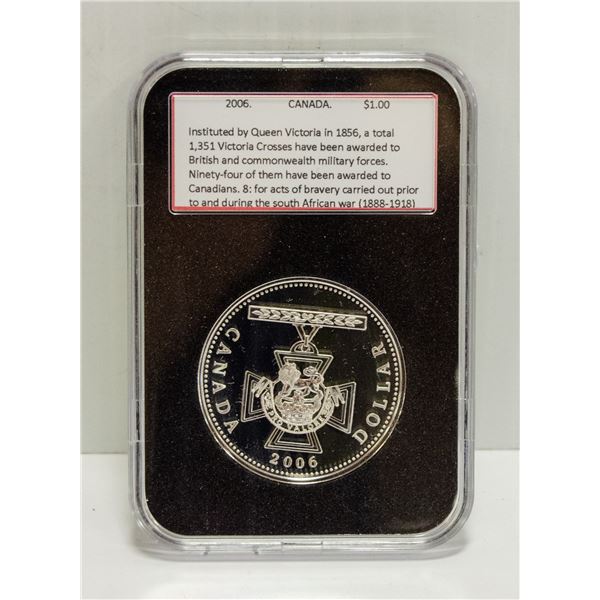 2006. CANADA. $1.00
Instituted by Queen Victoria in 1856, a total
1,351 Victoria Crosses have been awarded to
British and commonwealth military forces.
Ninety-four of them have been awarded to
Canadians. 8: for acts of bravery carried out prior
to and during the south African war (1888-1918)
CANADA
DOLLAR
PRO VALORE
2006